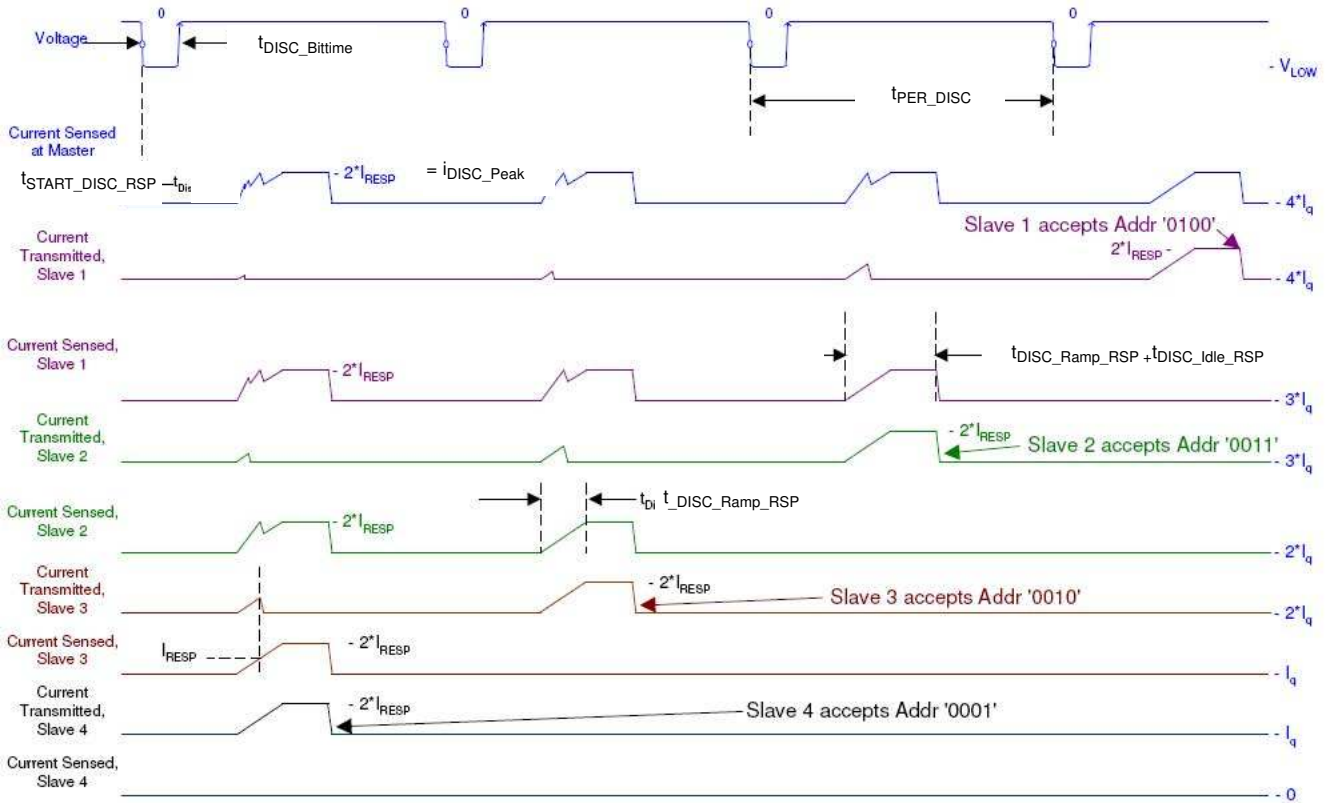 0 0 0 0
Voltage
tDISC_Bittime
- VLOW
tPER_DISC
Current Sensed
at Master
tSTART_DISC_RSP
tDis
- 2*IRESP = iDISC_Peak
- 4*Iq
Slave 1 accepts Addr '0100'
Current
Transmitted,
Slave 1
2*IRESP -
- 4*Iq
Current Sensed,
Slave 1
tDISC_Ramp_RSP +tDISC_Idle_RSP
- 2*IRESP
- 3*Iq
Current
Transmitted,
Slave 2
- 2*IRESP
Slave 2 accepts Addr '0011'
- 3*Iq
Current Sensed,
Slave 2
tDi t_DISC_Ramp_RSP
- 2*IRESP
- 2*Iq
Current
Transmitted,
Slave 3
- 2*IRESP
Slave 3 accepts Addr '0010'
- 2*Iq
Current Sensed,
Slave 3
IRESP
- 2*IRESP
- Iq
Current
Transmitted,
Slave 4
- 2*IRESP
Slave 4 accepts Addr '0001'
- Iq
Current Sensed,
Slave 4
- 0